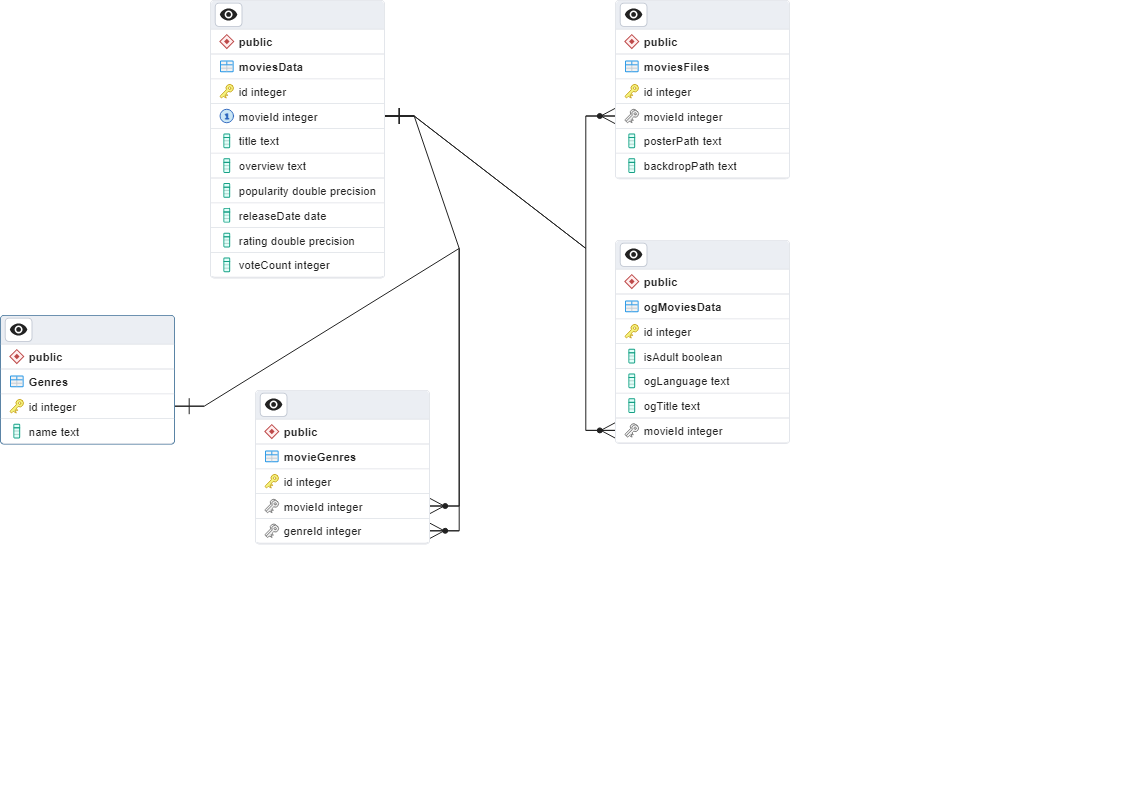 public
moviesData
id integer
movieId integer
title text
overview text
popularity double precision
releaseDate date
rating double precision
voteCount integer
public
moviesFiles
id integer
movieId integer
posterPath text
backdropPath text
public
ogMoviesData
id integer
isAdult boolean
ogLanguage text
ogTitle text
movieId integer
public
Genres
id integer
name text
public
movieGenres
id integer
movieId integer
genreId integer